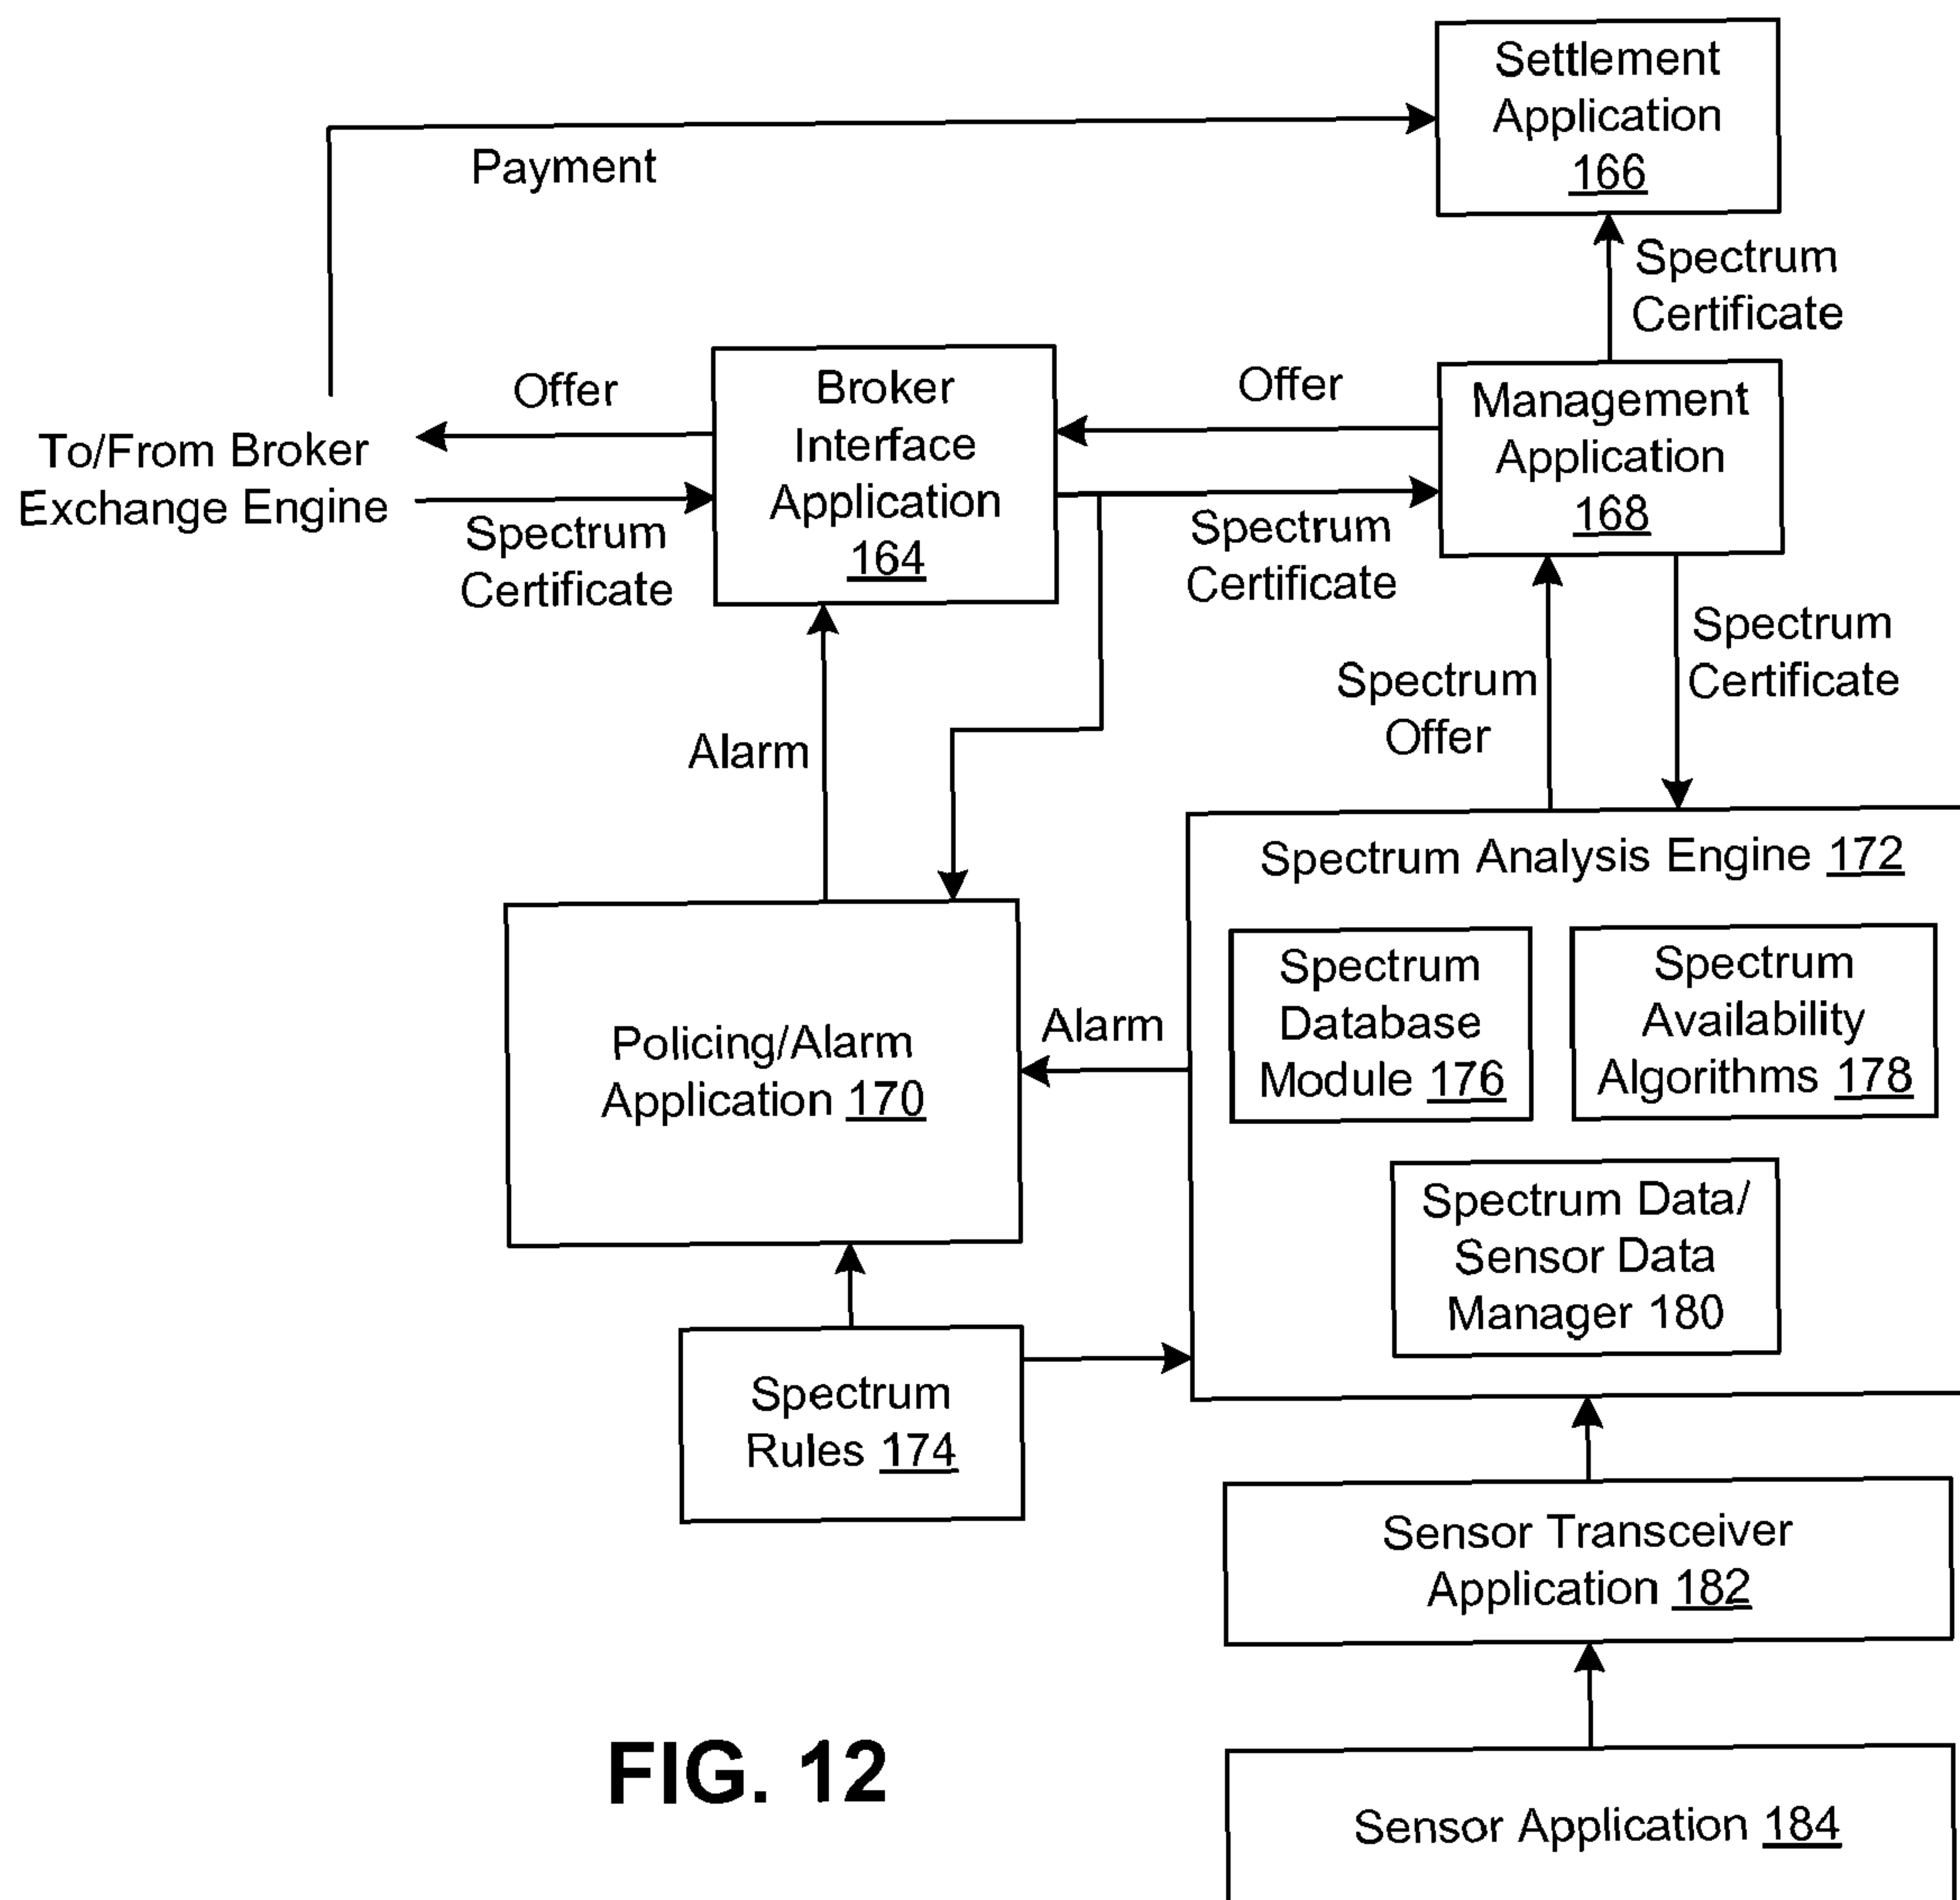 Settlement
Application
166
Payment
Spectrum
Certificate
Offer
Broker
Interface
Application
164
Offer
Management
Application
168
To/From Broker
Exchange Engine
Spectrum
Certificate
Spectrum
Certificate
Spectrum
Offer
Spectrum
Certificate
Alarm
Spectrum Analysis Engine 172
Spectrum
Database
Module 176
Spectrum
Availability
Algorithms 178
Alarm
Policing/Alarm
Application 170
Spectrum Data/
Sensor Data
Manager 180
Spectrum
Rules 174
Sensor Transceiver
Application 182
FIG. 12
Sensor Application 184